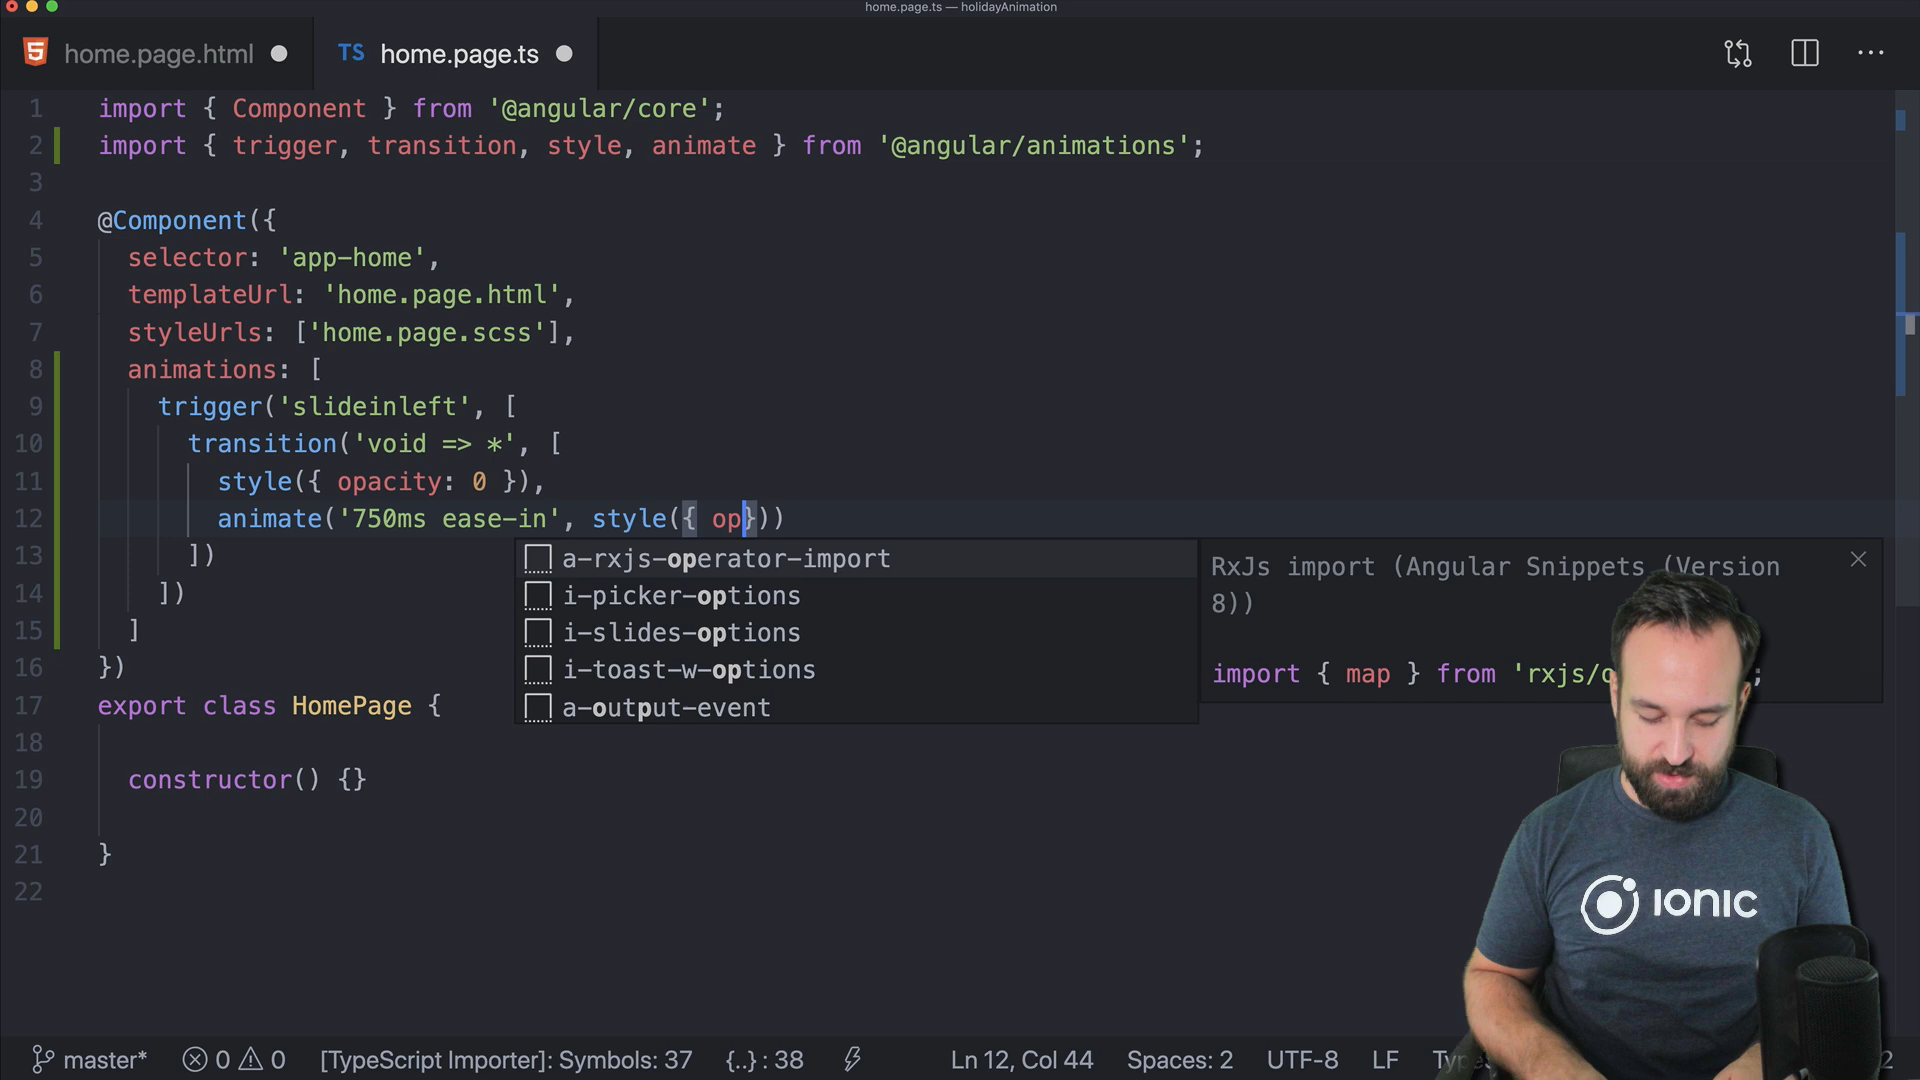 home.page.ts — holidayAnimation
home.page.html
TS home.page.ts
1 import { Component } from '@angular/core';
2 import { trigger, transition, style, animate } from '@angular/animations';
3
4 @Component({
5 selector: 'app-home',
6 templateUrl: 'home.page.html',
7 styleUrls: ['home.page.scss'],
8 animations: [
9 trigger('slideinleft', [
10 transition('void => *', [
11 style({ opacity: 0 }),
12 animate('750ms ease-in', style({ op}))
13 ])
14 ])
15 ]
16 })
17 export class HomePage {
18
19 constructor() {}
20
21 }
22
a-rxjs-operator-import
i-picker-options
i-slides-options
i-toast-w-options
a-output-event
RxJs import (Angular Snippets (Version
8))
import { map } from 'rxjs/o ;
IONIC
master* 0 0 [TypeScript Importer]: Symbols: 37 {..} : 38 Ln 12, Col 44 Spaces: 2 UTF-8 LF